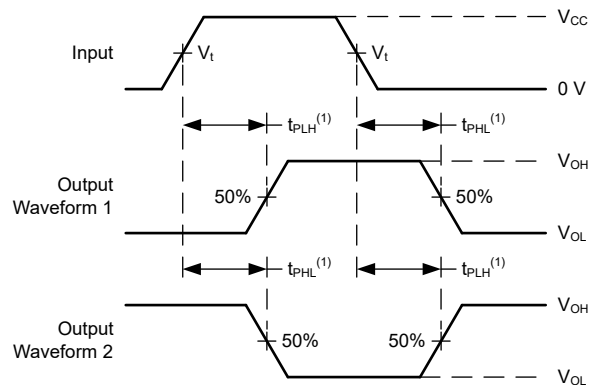 V_CC
Input
V_t
V_t
0 V
t_PLH^(1)
t_PHL^(1)
V_OH
Output
Waveform 1
50%
50%
V_OL
t_PHL^(1)
t_PLH^(1)
V_OH
Output
Waveform 2
50%
50%
V_OL